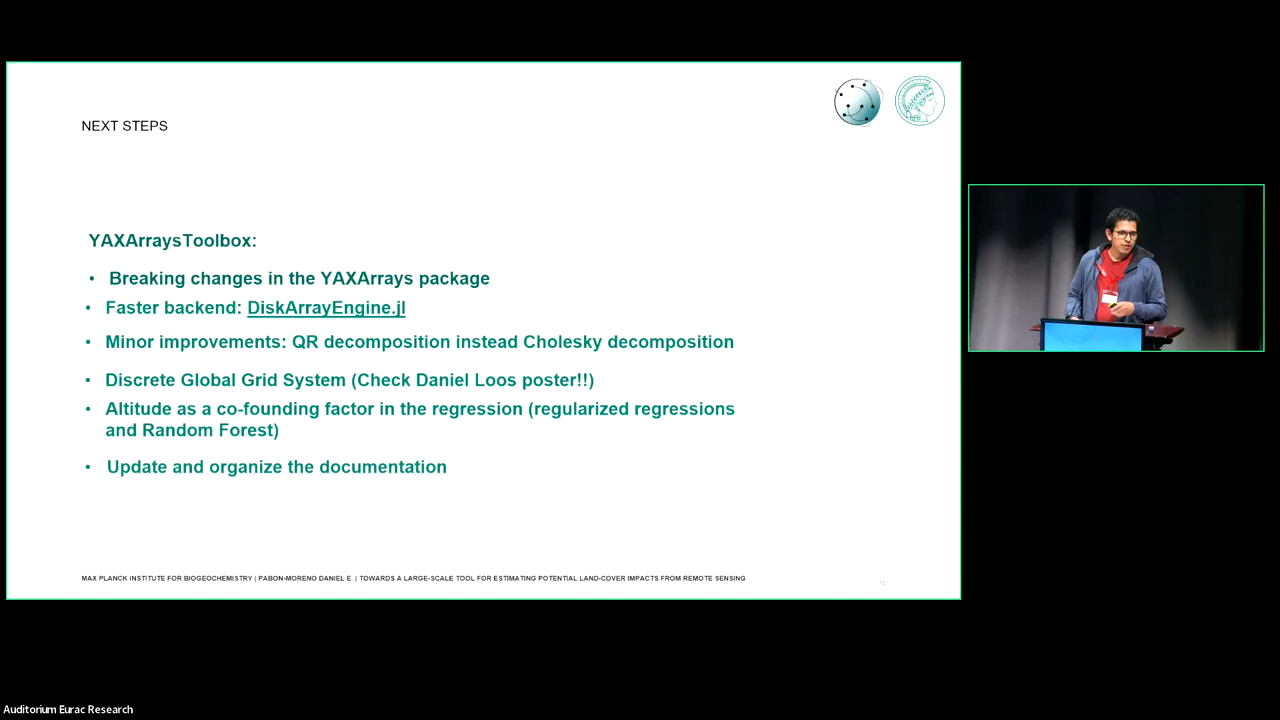 NEXT STEPS
YAXArraysToolbox:
• Breaking changes in the YAXArrays package
• Faster backend: DiskArrayEngine.jl
• Minor improvements: QR decomposition instead Cholesky decomposition
• Discrete Global Grid System (Check Daniel Loos poster!!)
• Altitude as a co-founding factor in the regression (regularized regressions
and Random Forest)
• Update and organize the documentation
MAX PLANCK INSTITUTE FOR BIOGEOCHEMISTRY | PABON-MORENO DANIEL E. | TOWARDS A LARGE-SCALE TOOL FOR ESTIMATING POTENTIAL LAND-COVER IMPACTS FROM REMOTE SENSING
Auditorium Eurac Research